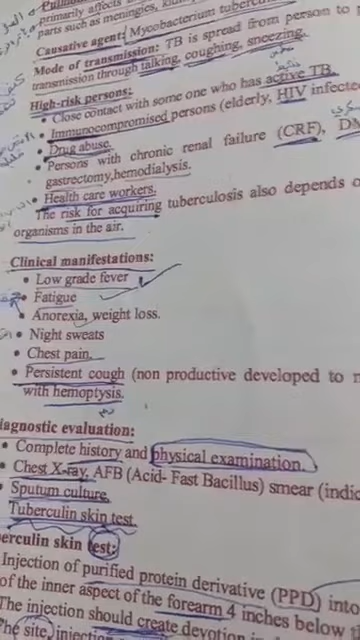 primarily affects
parts such as meninges,
Causative agent: Mycobacterium
Mode of transmission: TB is spread from person to
transmission through talking, coughing, sneezing.
High-risk persons:
• Close contact with some one who has active TB.
• Immunocompromised persons (elderly, HIV infected
• Drug abuse.
• Persons with chronic renal failure (CRF),
gastrectomy,hemodialysis.
• Health care workers.
The risk for acquiring tuberculosis also depends
organisms in the air.
Clinical manifestations:
• Low grade fever
• Fatigue
• Anorexia, weight loss.
• Night sweats
• Chest pain.
• Persistent cough (non productive developed to
with hemoptysis.
iagnostic evaluation:
• Complete history and physical examination.
• Chest X-ray, AFB (Acid- Fast Bacillus) smear (indic
• Sputum culture.
Tuberculin skin test.
erculin skin test:
Injection of purified protein derivative (PPD) into
of the inner aspect of the forearm 4 inches below
The injection should create devotion in
The site, injection